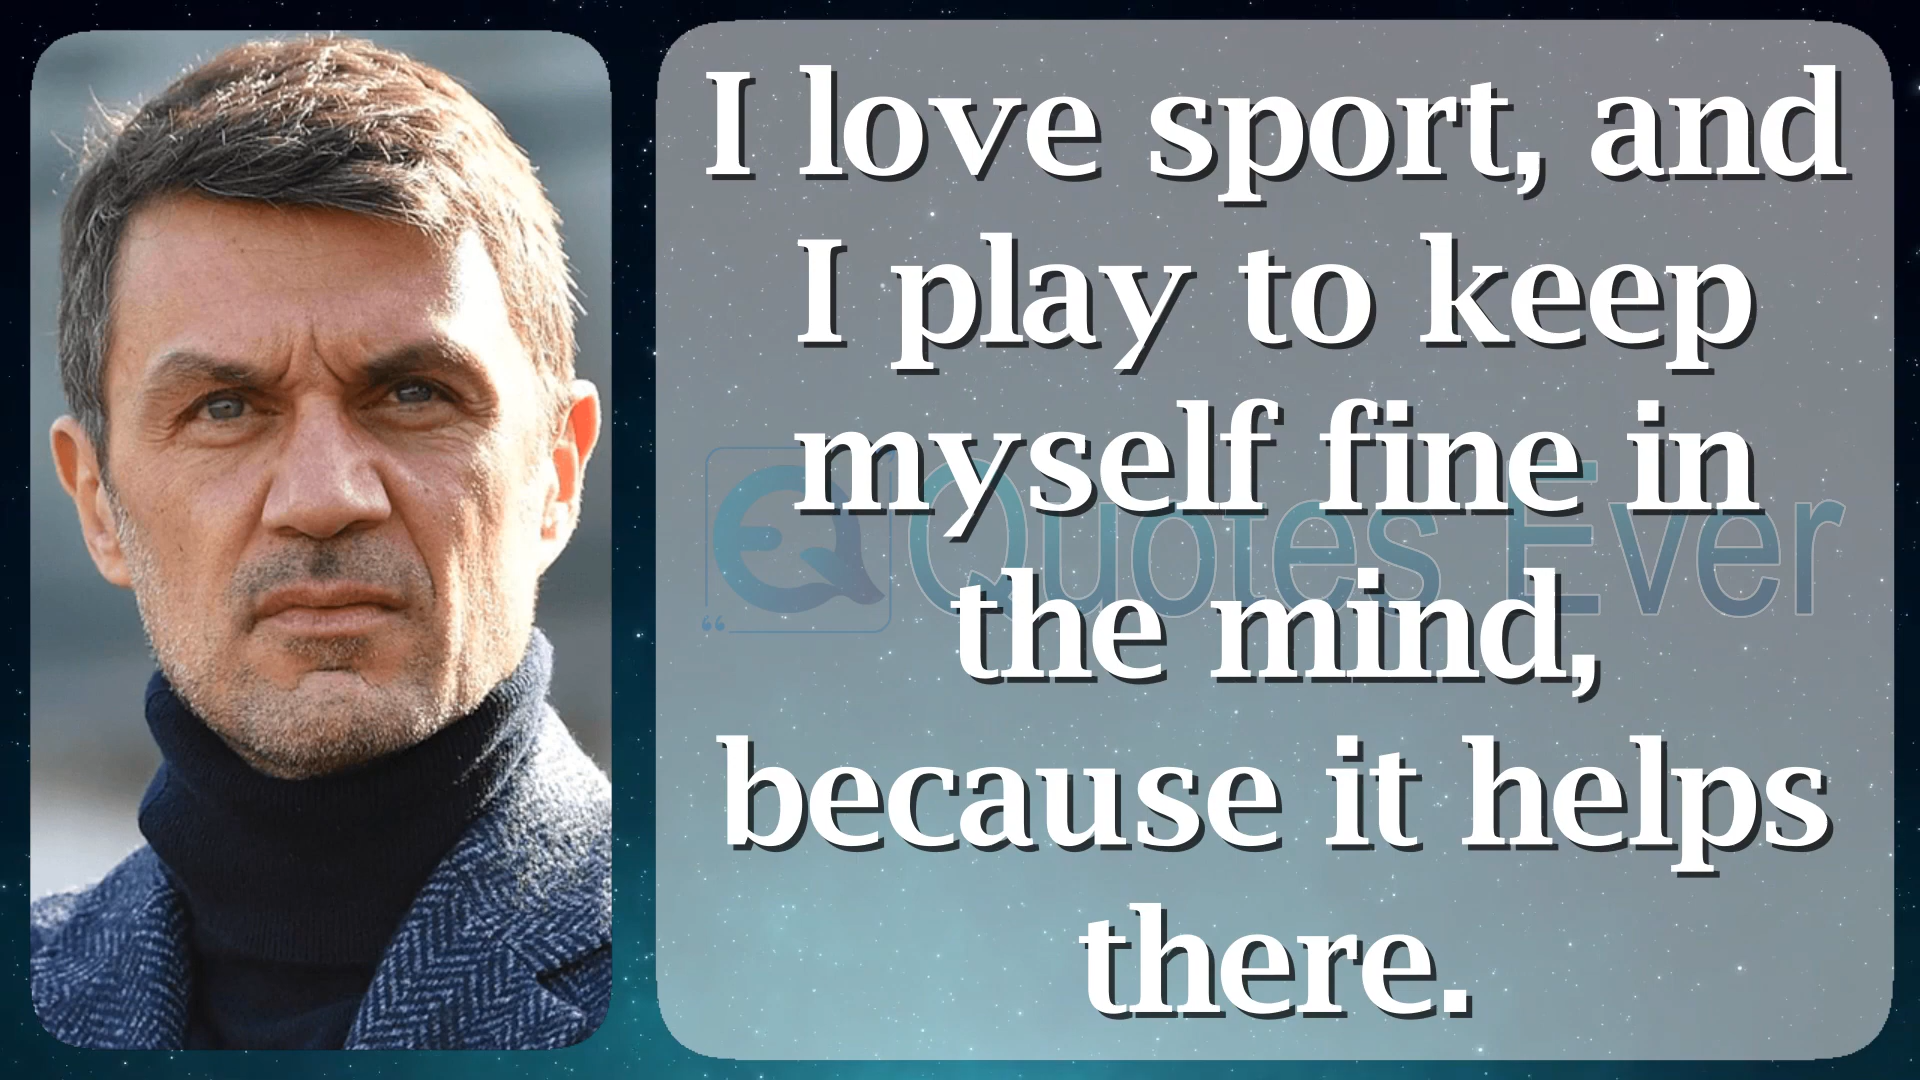 I love sport, and
I play to keep
myself fine in
the mind,
because it helps
there.
Quotes Ever